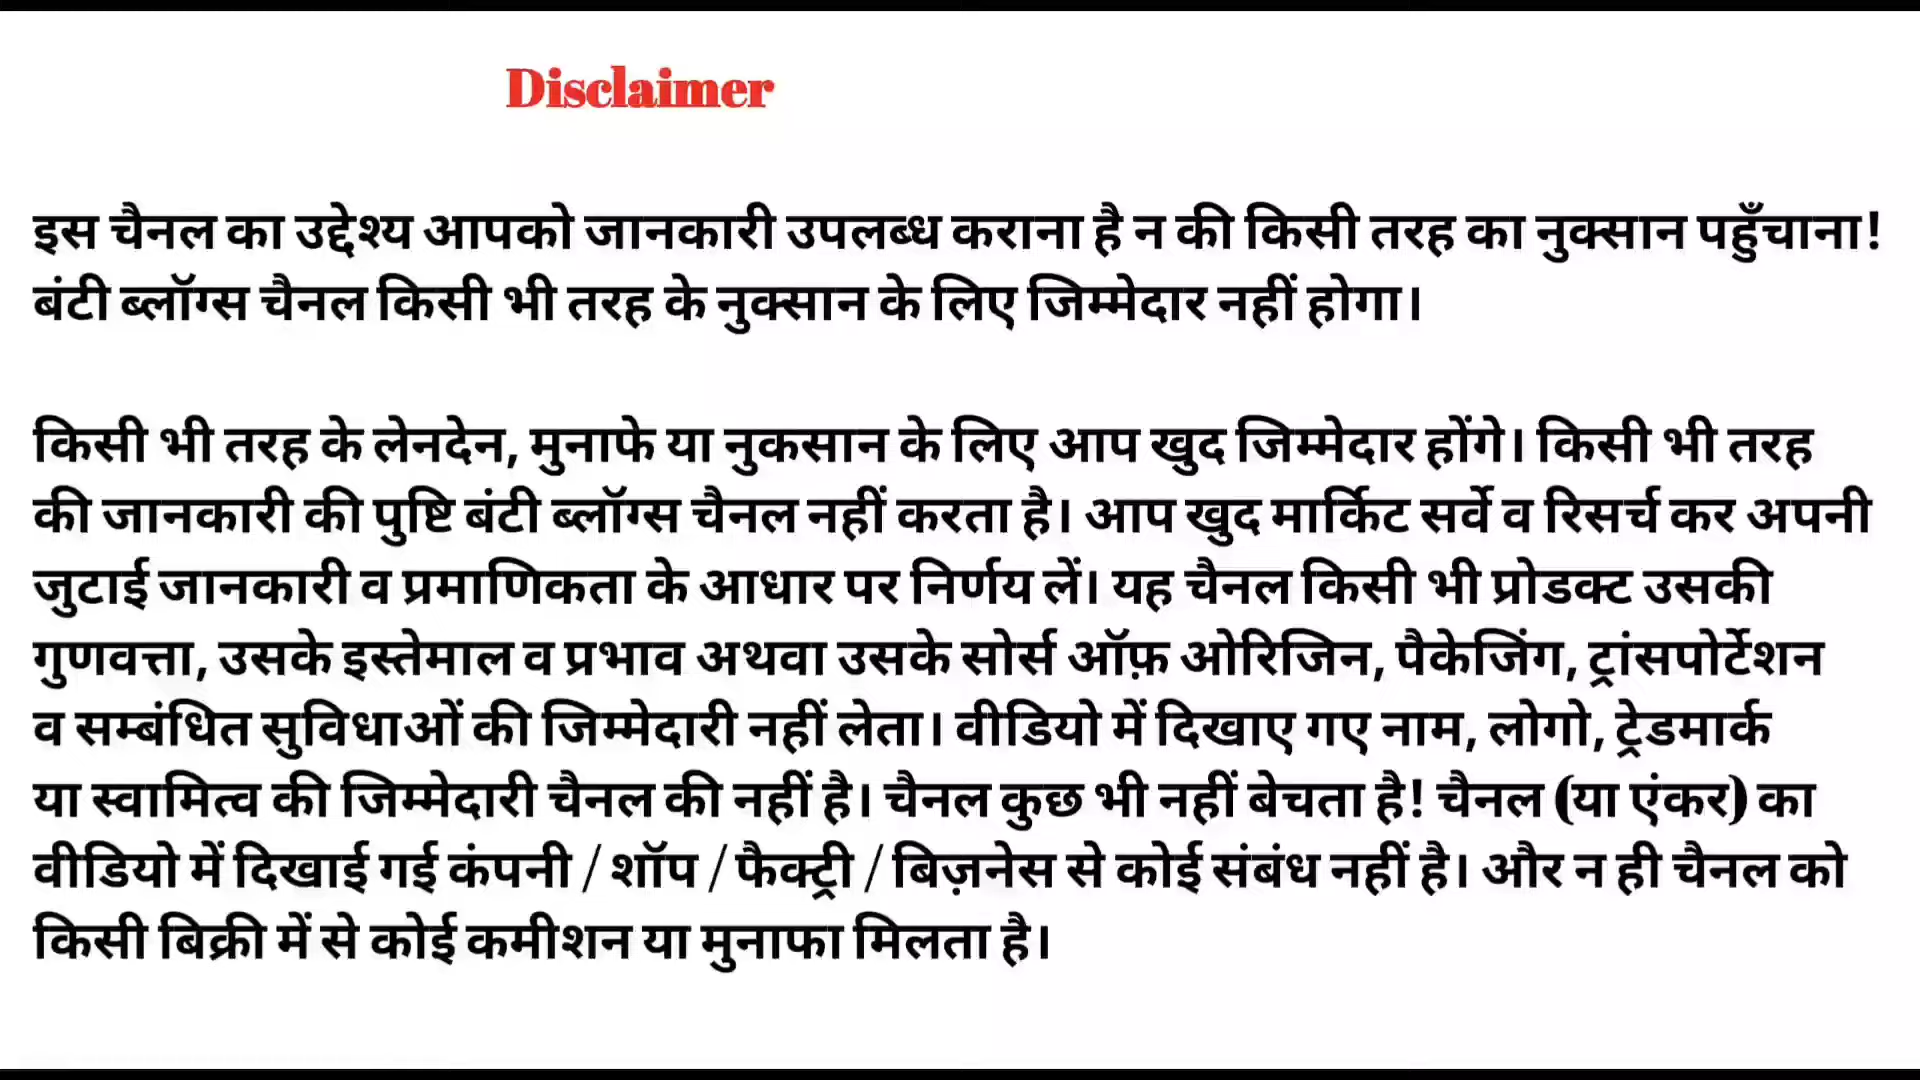 Disclaimer
इस चैनल का उद्देश्य आपको जानकारी उपलब्ध कराना है न की किसी तरह का नुक्सान पहुँचाना!
बंटी ब्लॉग्स चैनल किसी भी तरह के नुक्सान के लिए जिम्मेदार नहीं होगा।
किसी भी तरह के लेनदेन, मुनाफे या नुकसान के लिए आप खुद जिम्मेदार होंगे। किसी भी तरह
की जानकारी की पुष्टि बंटी ब्लॉग्स चैनल नहीं करता है। आप खुद मार्किट सर्वे व रिसर्च कर अपनी
जुटाई जानकारी व प्रमाणिकता के आधार पर निर्णय लें। यह चैनल किसी भी प्रोडक्ट उसकी
गुणवत्ता, उसके इस्तेमाल व प्रभाव अथवा उसके सोर्स ऑफ़ ओरिजिन, पैकेजिंग, ट्रांसपोर्टेशन
व सम्बंधित सुविधाओं की जिम्मेदारी नहीं लेता। वीडियो में दिखाए गए नाम, लोगो, ट्रेडमार्क
या स्वामित्व की जिम्मेदारी चैनल की नहीं है। चैनल कुछ भी नहीं बेचता है! चैनल (या एंकर) का
वीडियो में दिखाई गई कंपनी / शॉप / फैक्ट्री / बिज़नेस से कोई संबंध नहीं है। और न ही चैनल को
किसी बिक्री में से कोई कमीशन या मुनाफा मिलता है।